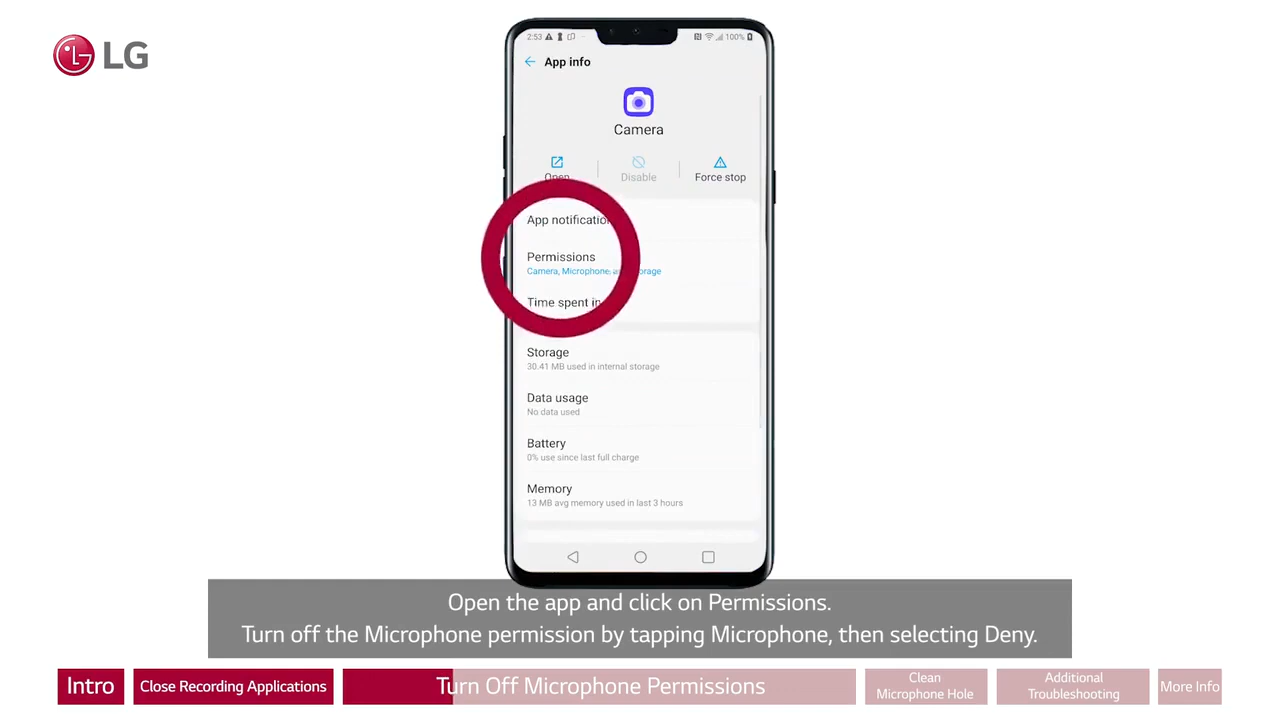 LG
2:53
100%
App info
Camera
Open
Disable
Force stop
App notification
Permissions
Camera, Microphone, a orage
Time spent in
Storage
30.41 MB used in internal storage
Data usage
No data used
Battery
0% use since last full charge
Memory
13 MB avg memory used in last 3 hours
Open the app and click on Permissions.
Turn off the Microphone permission by tapping Microphone, then selecting Deny.
Intro
Close Recording Applications
Turn Off Microphone Permissions
Clean
Microphone Hole
Additional
Troubleshooting
More Info